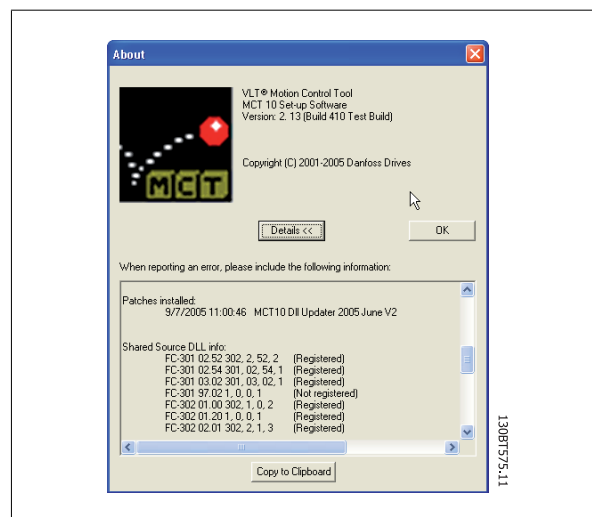 About
VLT® Motion Control Tool
MCT 10 Set-up Software
Version: 2. 13 (Build 410 Test Build)
Copyright (C) 2001-2005 Danfoss Drives
MCT
Details <<
OK
When reporting an error, please include the following information:
Patches installed:
9/7/2005 11:00:46 MCT10 Dll Updater 2005 June V2
Shared Source DLL info:
FC-301 02.52 302, 2, 52, 2 (Registered)
FC-301 02.54 301, 02, 54, 1 (Registered)
FC-301 03.02 301, 03, 02, 1 (Registered)
FC-301 97.02 1, 0, 0, 1 (Not registered)
FC-302 01.00 302, 1, 0, 2 (Registered)
FC-302 01.20 1, 0, 0, 1 (Registered)
FC-302 02.01 302, 2, 1, 3 (Registered)
Copy to Clipboard
130BT575.11